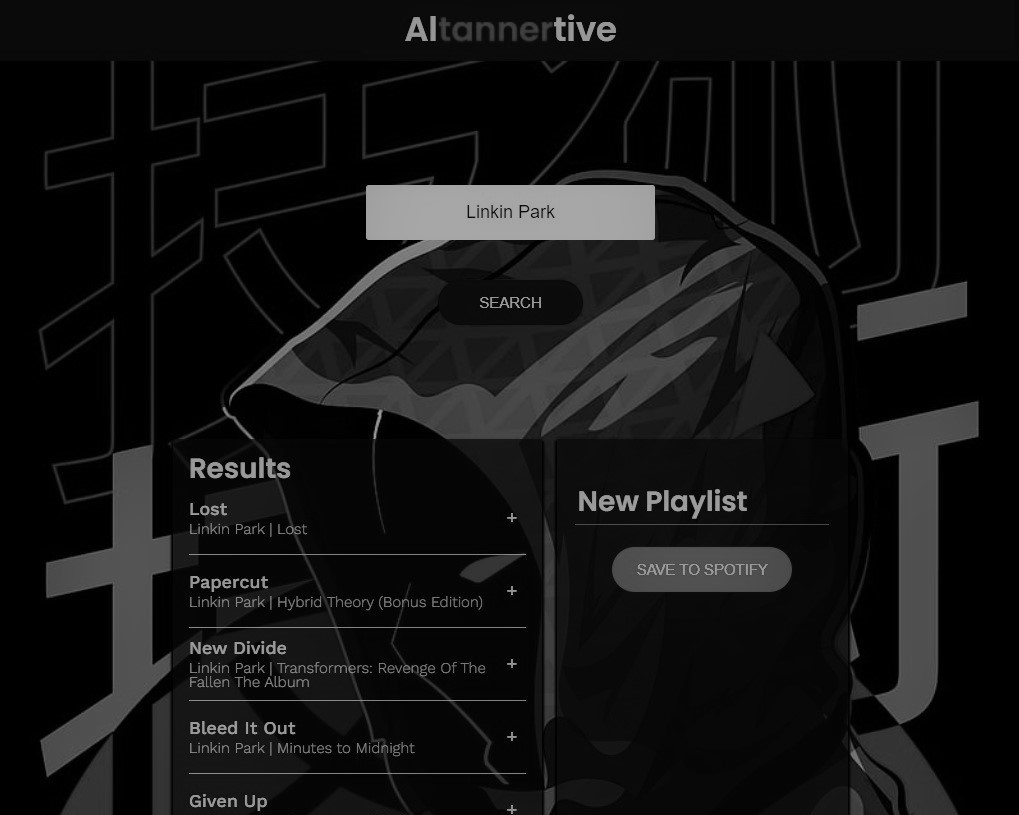 Altannertive
Linkin Park
SEARCH
Results
Lost
Linkin Park | Lost
+
Papercut
Linkin Park | Hybrid Theory (Bonus Edition)
+
New Divide
Linkin Park | Transformers: Revenge Of The
Fallen The Album
+
Bleed It Out
Linkin Park | Minutes to Midnight
+
Given Up
+
New Playlist
SAVE TO SPOTIFY